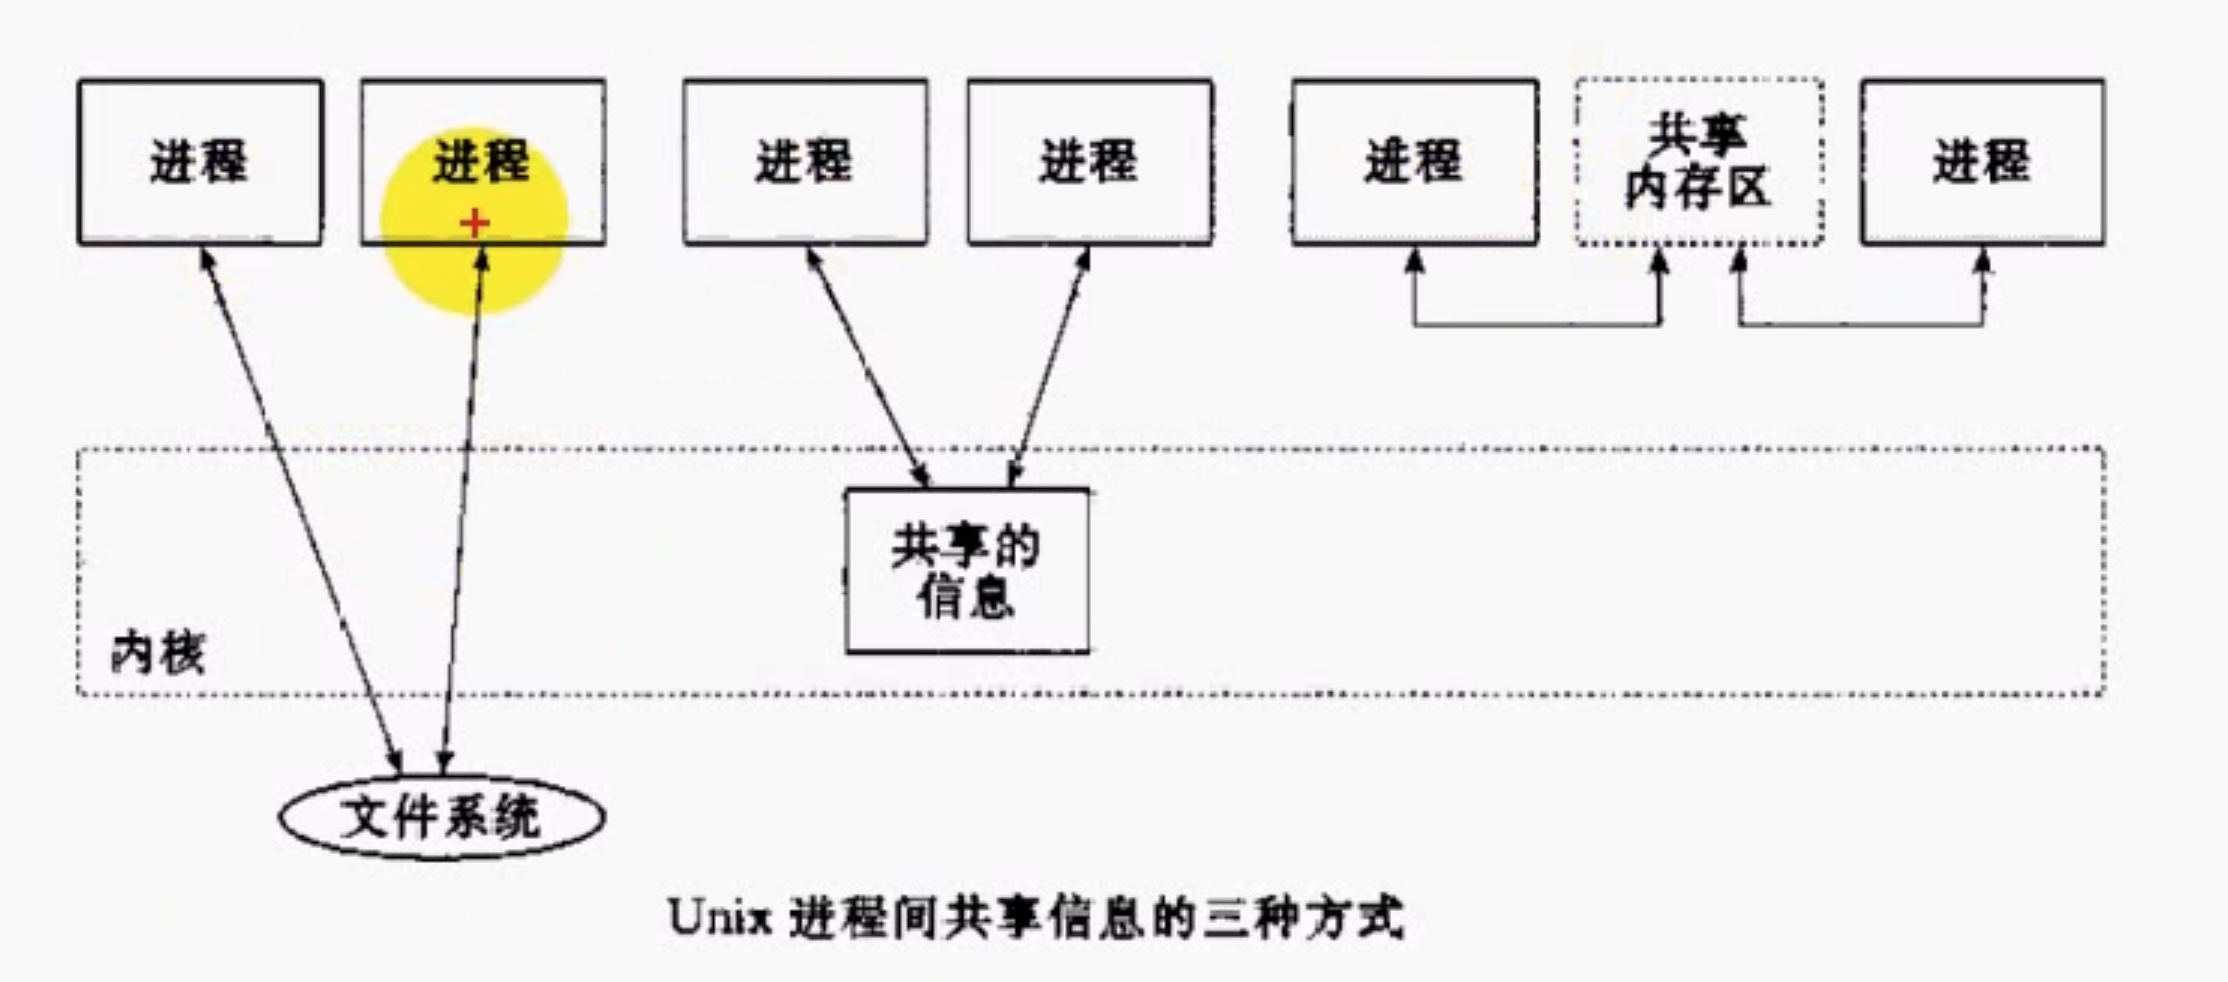 进程
进程
进程
进程
进程
共享
内存区
进程
共享的
信息
内核
文件系统
Unix 进程间共享信息的三种方式